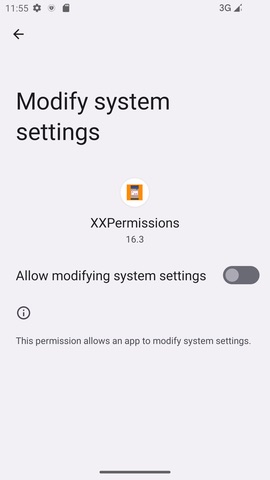 11:55
3G
Modify system
settings
XXPermissions
16.3
Allow modifying system settings
This permission allows an app to modify system settings.